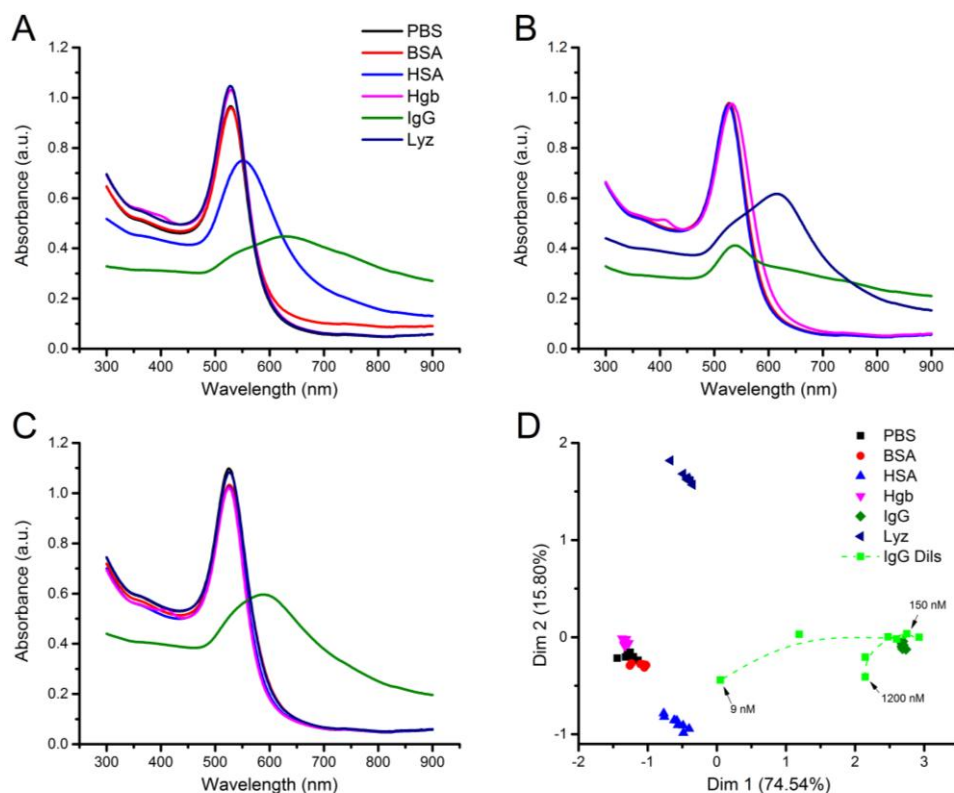 A
PBS
BSA
HSA
Hgb
IgG
Lyz
1.2
1.0
0.8
0.6
0.4
0.2
0.0
Absorbance (a.u.)
300 400 500 600 700 800 900
Wavelength (nm)
B
1.2
1.0
0.8
0.6
0.4
0.2
0.0
Absorbance (a.u.)
300 400 500 600 700 800 900
Wavelength (nm)
C
1.2
1.0
0.8
0.6
0.4
0.2
0.0
Absorbance (a.u.)
300 400 500 600 700 800 900
Wavelength (nm)
D
PBS
BSA
HSA
Hgb
IgG
Lyz
IgG Dils
2
1
0
-1
Dim 2 (15.80%)
150 nM
9 nM
1200 nM
-2 -1 0 1 2 3
Dim 1 (74.54%)